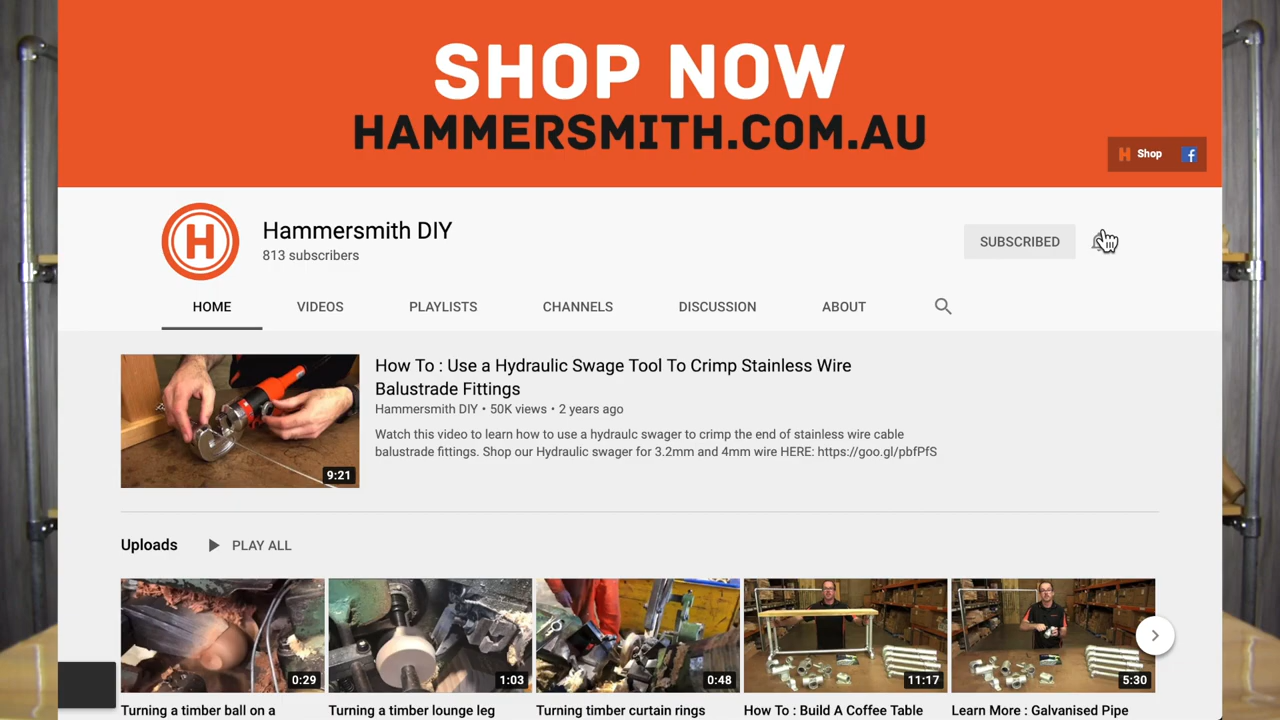 SHOP NOW
HAMMERSMITH.COM.AU
H Shop f
H
Hammersmith DIY
813 subscribers
SUBSCRIBED
HOME VIDEOS PLAYLISTS CHANNELS DISCUSSION ABOUT
How To : Use a Hydraulic Swage Tool To Crimp Stainless Wire
Balustrade Fittings
Hammersmith DIY • 50K views • 2 years ago
Watch this video to learn how to use a hydraulc swager to crimp the end of stainless wire cable
balustrade fittings. Shop our Hydraulic swager for 3.2mm and 4mm wire HERE: https://goo.gl/pbfPfS
9:21
Uploads PLAY ALL
0:29 1:03 0:48 11:17 5:30
Turning a timber ball on a
Turning a timber lounge leg
Turning timber curtain rings
How To : Build A Coffee Table
Learn More : Galvanised Pipe